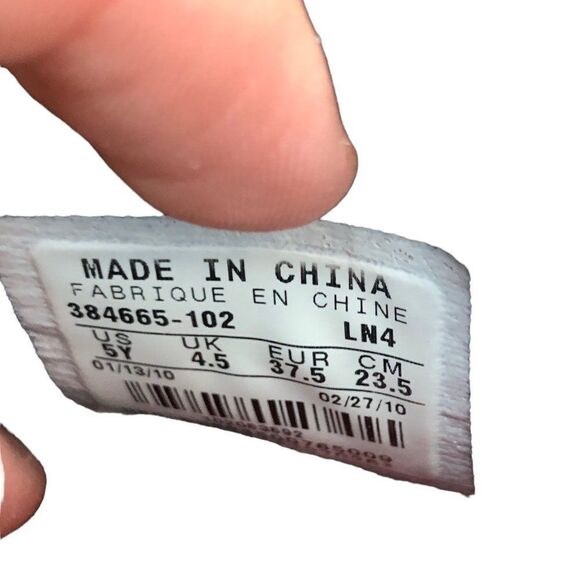 MADE IN CHINA
FABRIQUE EN CHINE
384665-102 LN4
US UK EUR CM
5Y 4.5 37.5 23.5
01/13/10 02/27/10